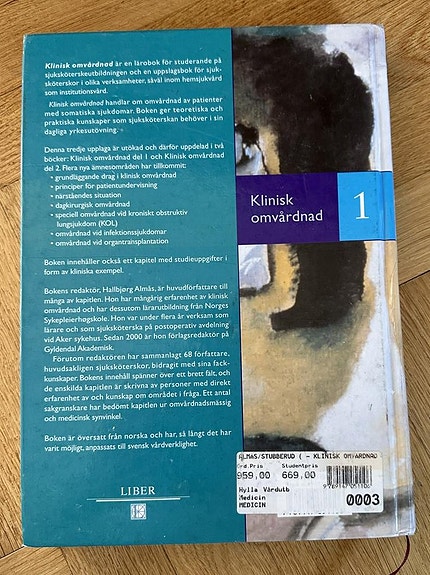 Klinisk omvårdnad är en lärobok för studerande på
sjuksköterskeutbildningen och en uppslagsbok för sjuk-
sköterskor i olika verksamheter, såväl inom hemsjukvård
som institutionsvård.
Klinisk omvårdnad handlar om omvårdnad av patienter
med somatiska sjukdomar. Boken ger teoretiska och
praktiska kunskaper som sjuksköterskan behöver i sin
dagliga yrkesutövning.
Denna tredje upplaga är utökad och därför uppdelad i två
böcker: Klinisk omvårdnad del 1 och Klinisk omvårdnad
del 2. Flera nya ämnesområden har tillkommit:
• grundläggande drag i klinisk omvårdnad
• principer för patientundervisning
• närståendes situation
• dagkirurgisk omvårdnad
• speciell omvårdnad vid kroniskt obstruktiv
lungsjukdom (KOL)
• omvårdnad vid infektionssjukdomar
• omvårdnad vid organtransplantation
Boken innehåller också ett kapitel med studieuppgifter i
form av kliniska exempel.
Bokens redaktör, Hallbjørg Almås, är huvudförfattare till
många av kapitlen. Hon har mångårig erfarenhet av klinisk
omvårdnad och har dessutom lärarutbildning från Norges
Sykepleierhøgskole. Hon var under flera år verksam som
lärare och som sjuksköterska på postoperativ avdelning
vid Aker sykehus. Sedan 2000 är hon förlagsredaktör på
Gyldendal Akademisk.
Förutom redaktören har sammanlagt 68 författare,
huvudsakligen sjuksköterskor, bidragit med sina fack-
kunskaper. Bokens innehåll spänner över ett brett fält, och
de enskilda kapitlen är skrivna av personer med direkt
erfarenhet av och kunskap om området i fråga. Ett antal
sakgranskare har bedömt kapitlen ur omvårdnadsmässig
och medicinsk synvinkel.
Boken är översatt från norska och har, så långt det har
varit möjligt, anpassats till svensk vårdverklighet.
LIBER
Klinisk
omvårdnad
1
ALMÅS/STUBBERUD ( - KLINISK OMVÅRDNAD
Ord.Pris Studentpris
959,00 669,00
Hylla Vårdutb
Medicin
MEDICIN
0003